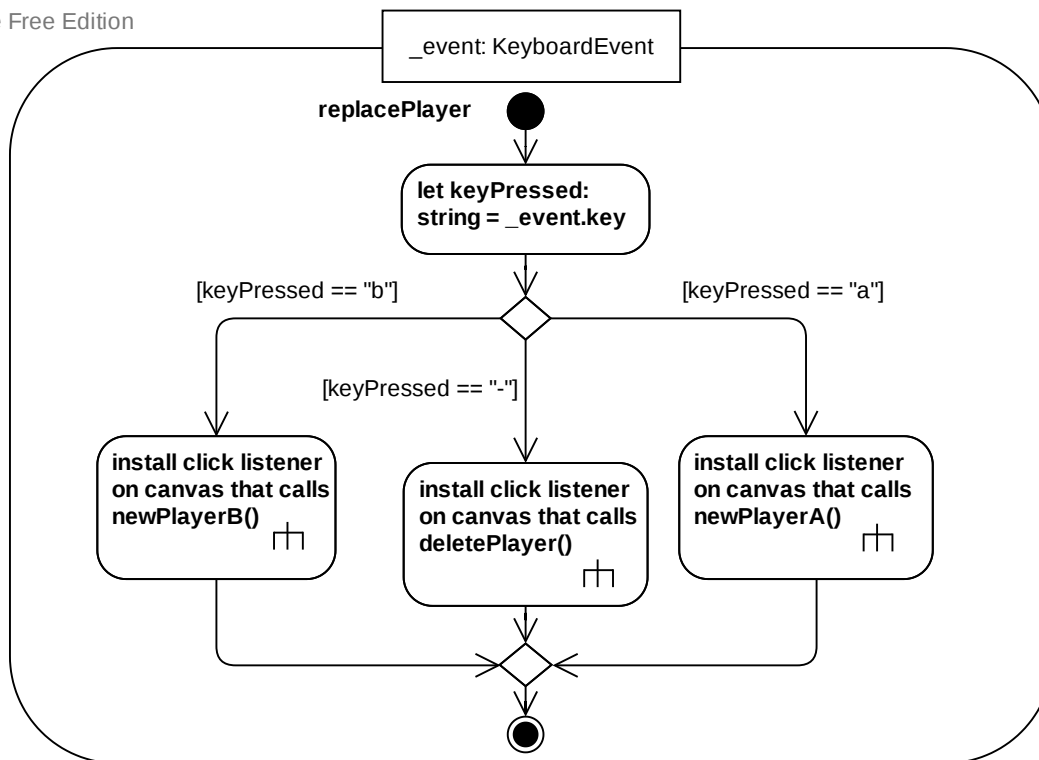 Free Edition
_event: KeyboardEvent
replacePlayer
let keyPressed:
string = _event.key
[keyPressed == "b"]
[keyPressed == "a"]
[keyPressed == "-"]
install click listener
on canvas that calls
newPlayerB()
install click listener
on canvas that calls
deletePlayer()
install click listener
on canvas that calls
newPlayerA()